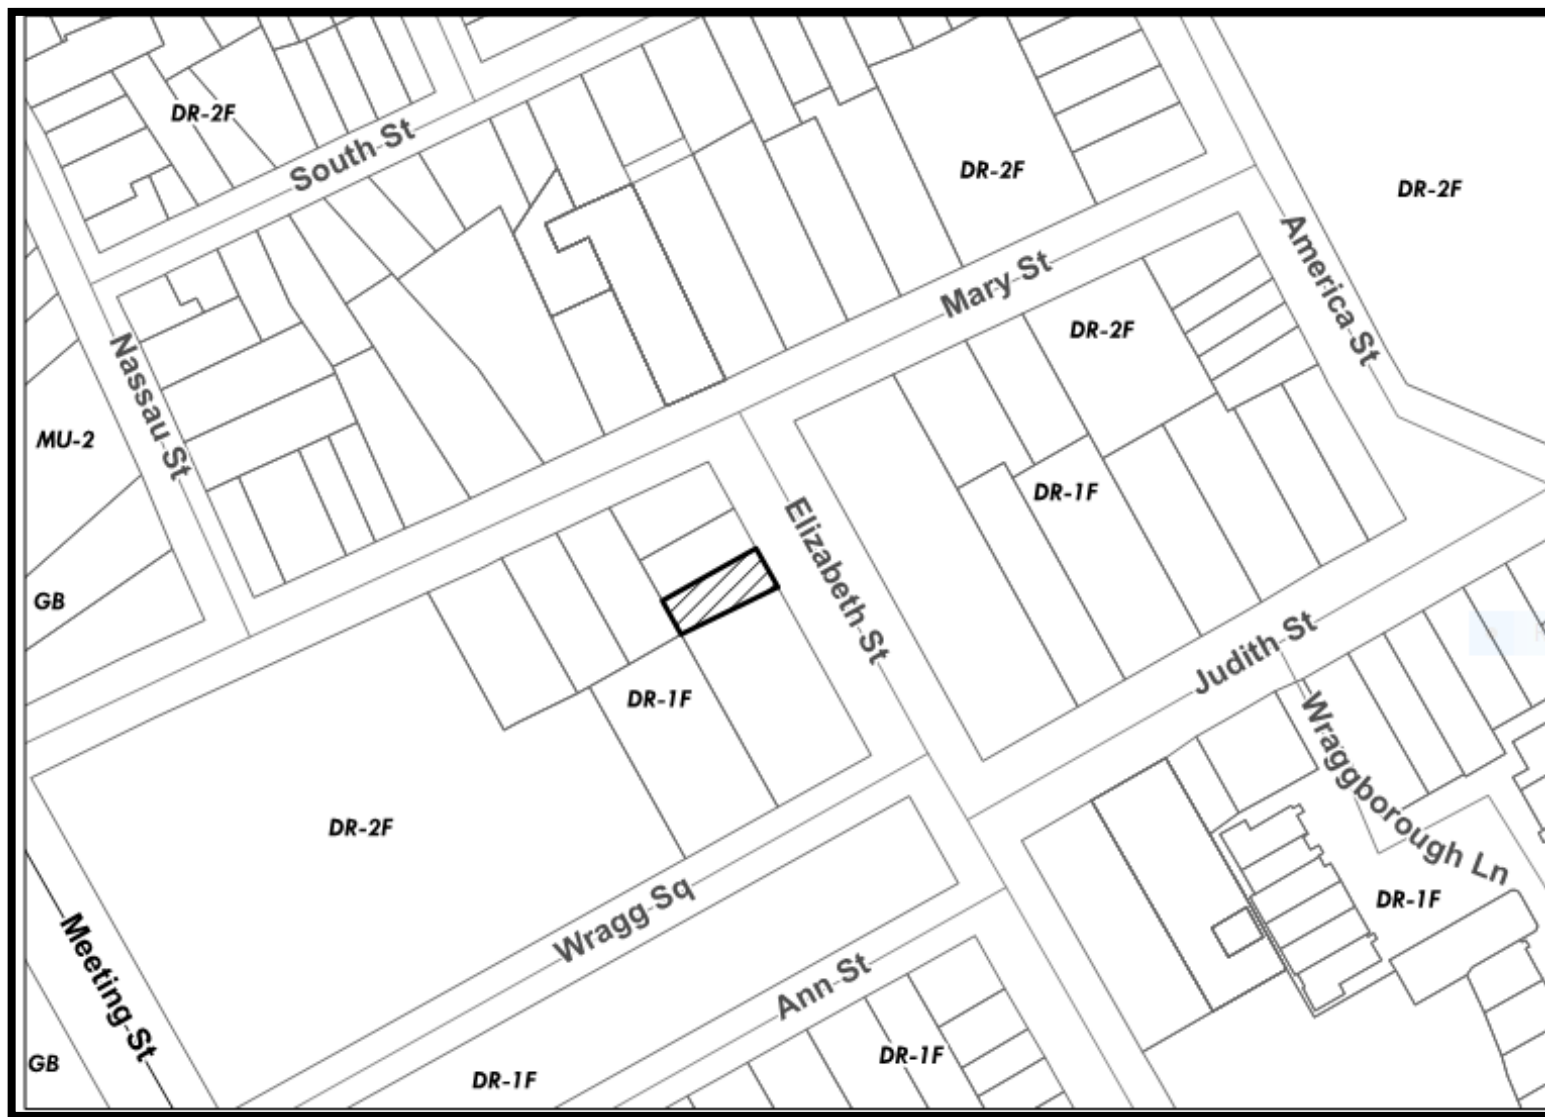 DR-2F
South St
DR-2F
DR-2F
America St
Mary St
DR-2F
Nassau St
MU-2
DR-1F
Elizabeth St
GB
Judith St
DR-1F
Wraggborough Ln
DR-2F
Wragg Sq
DR-1F
Meeting St
Ann St
GB
DR-1F
DR-1F